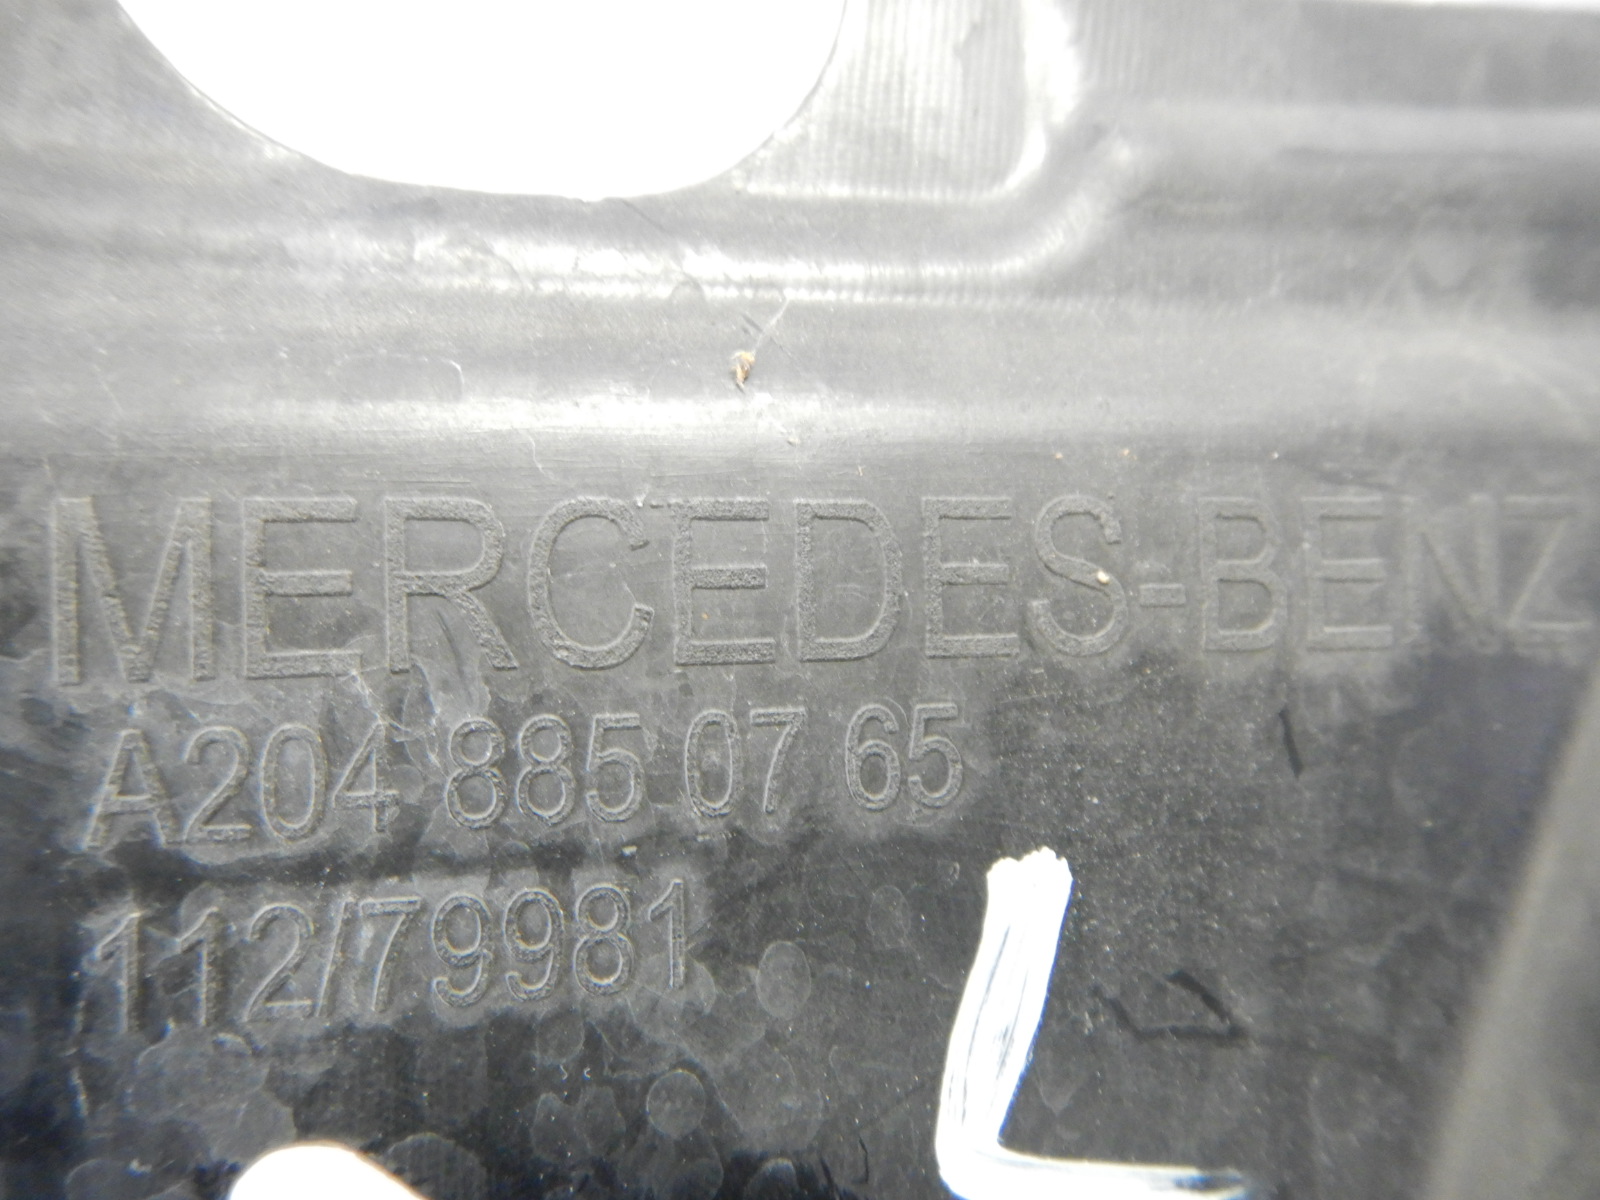 MERCEDES-BENZ
A204 885 07 65
112/79981
L